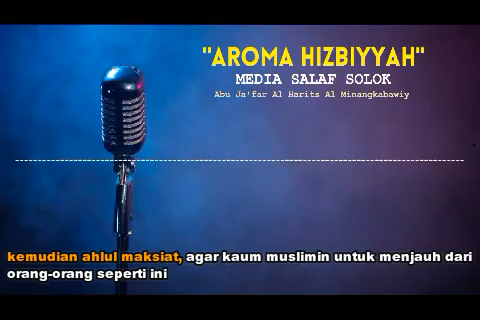 "AROMA HIZBIYYAH"
MEDIA SALAF SOLOK
Abu Ja'far Al Harits Al Minangkabawiy
kemudian ahlul maksiat, agar kaum muslimin untuk menjauh dari
orang-orang seperti ini